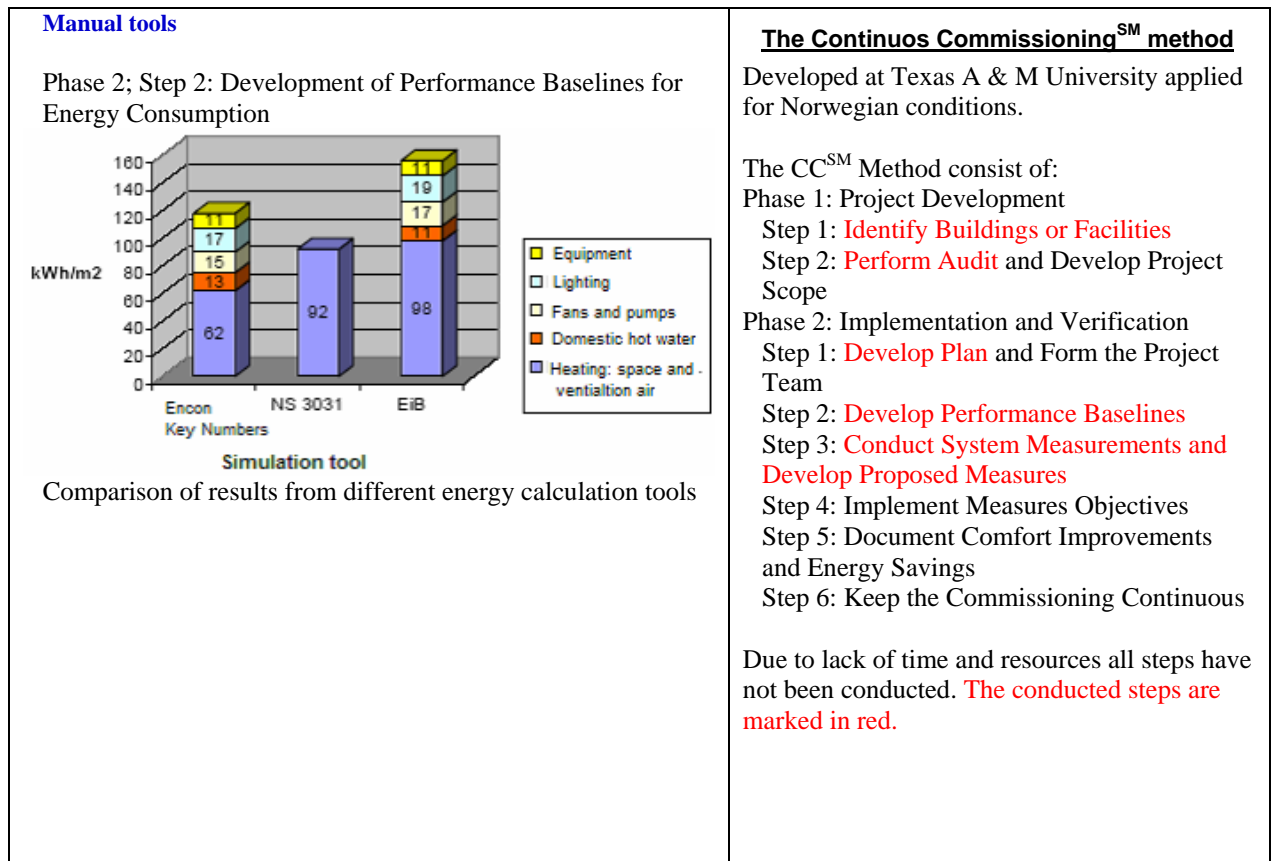 Manual tools
Phase 2; Step 2: Development of Performance Baselines for
Energy Consumption
160
140
120
100
80
60
40
20
0
kWh/m2
11
17
15
13
62
92
11
19
17
11
98
Encon
Key Numbers
NS 3031
EiB
Simulation tool
Equipment
Lighting
Fans and pumps
Domestic hot water
Heating: space and -
ventialtion air
Comparison of results from different energy calculation tools
The Continuos Commissioning^SM method
Developed at Texas A & M University applied
for Norwegian conditions.
The CC^SM Method consist of:
Phase 1: Project Development
Step 1: Identify Buildings or Facilities
Step 2: Perform Audit and Develop Project
Scope
Phase 2: Implementation and Verification
Step 1: Develop Plan and Form the Project
Team
Step 2: Develop Performance Baselines
Step 3: Conduct System Measurements and
Develop Proposed Measures
Step 4: Implement Measures Objectives
Step 5: Document Comfort Improvements
and Energy Savings
Step 6: Keep the Commissioning Continuous
Due to lack of time and resources all steps have
not been conducted. The conducted steps are
marked in red.